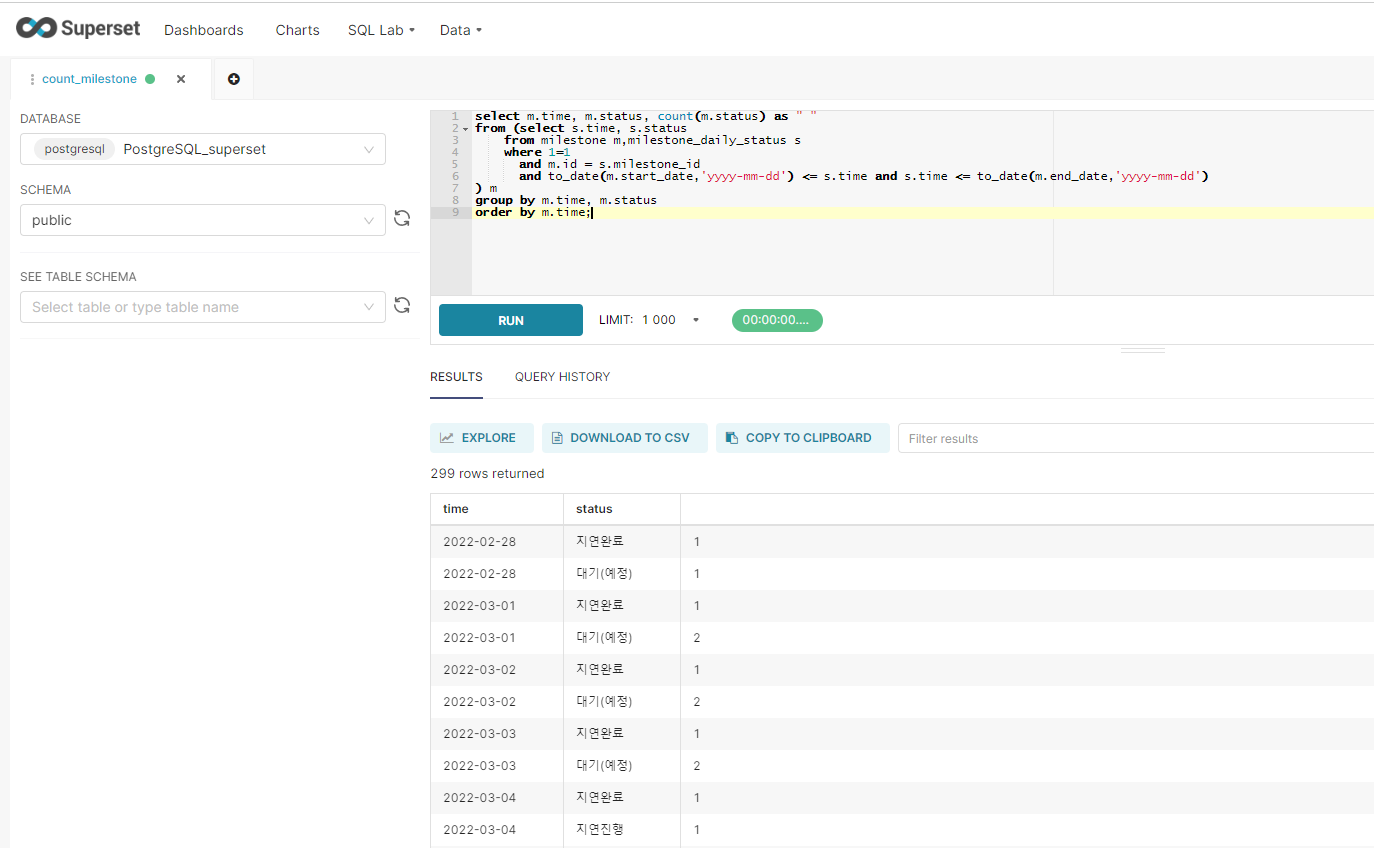 Superset Dashboards Charts SQL Lab Data
count_milestone
DATABASE
postgresql PostgreSQL_superset
SCHEMA
public
SEE TABLE SCHEMA
Select table or type table name
1 select m.time, m.status, count(m.status) as " "
2 from (select s.time, s.status
3 from milestone m,milestone_daily_status s
4 where 1=1
5 and m.id = s.milestone_id
6 and to_date(m.start_date,'yyyy-mm-dd') <= s.time and s.time <= to_date(m.end_date,'yyyy-mm-dd')
7 ) m
8 group by m.time, m.status
9 order by m.time;
RUN LIMIT: 1 000 00:00:00....
RESULTS QUERY HISTORY
EXPLORE DOWNLOAD TO CSV COPY TO CLIPBOARD Filter results
299 rows returned
time status
2022-02-28 지연완료 1
2022-02-28 대기(예정) 1
2022-03-01 지연완료 1
2022-03-01 대기(예정) 2
2022-03-02 지연완료 1
2022-03-02 대기(예정) 2
2022-03-03 지연완료 1
2022-03-03 대기(예정) 2
2022-03-04 지연완료 1
2022-03-04 지연진행 1